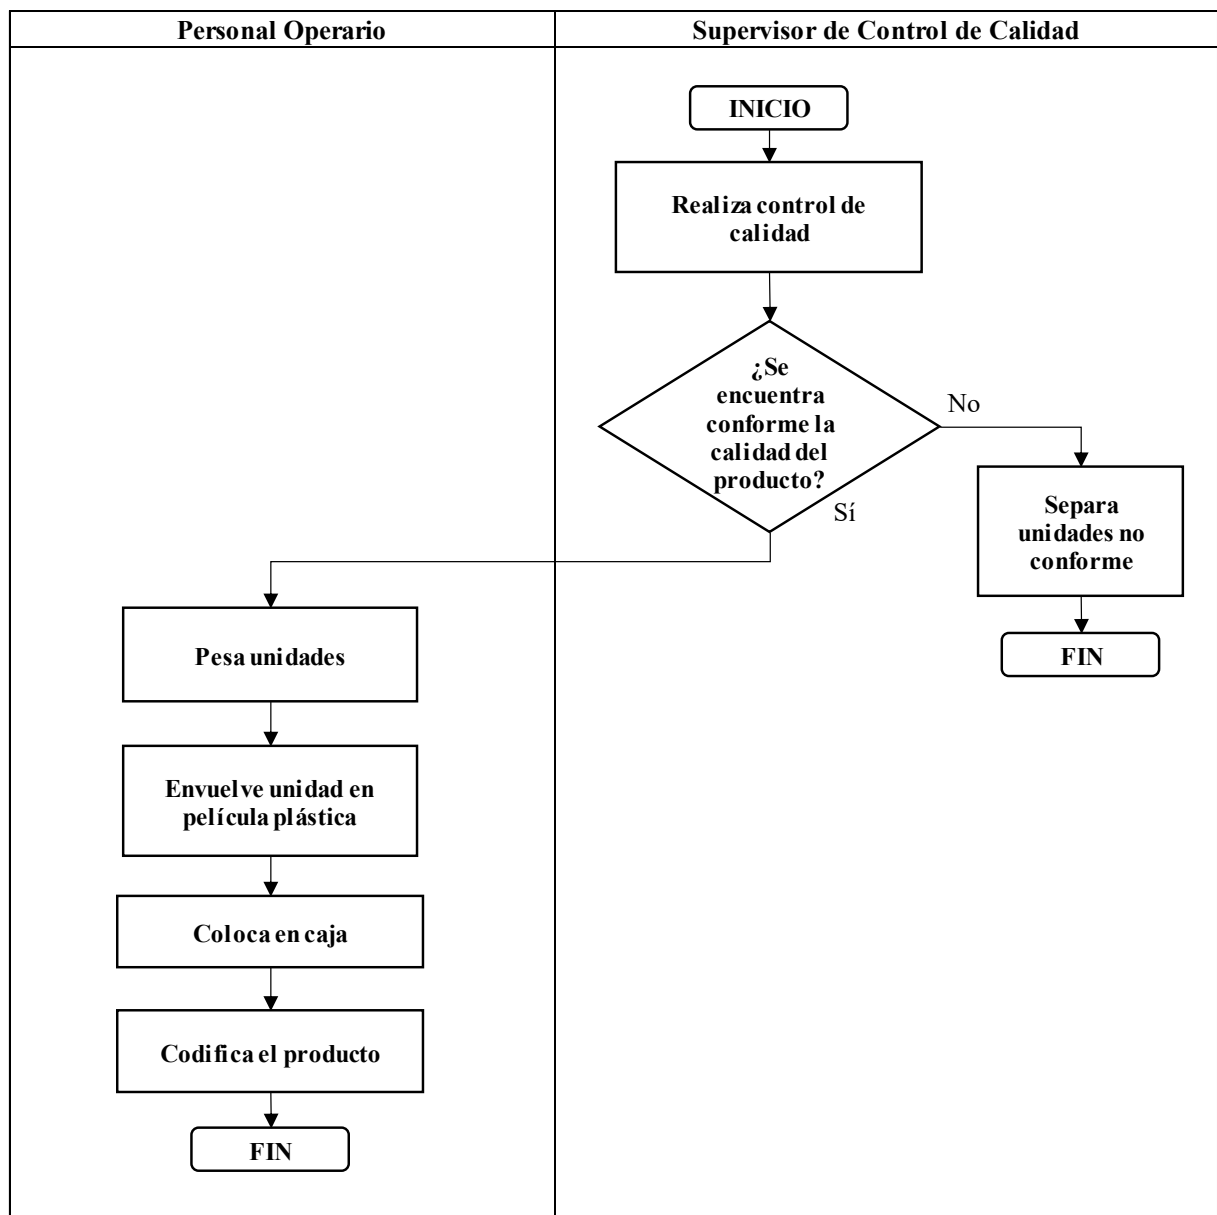 Personal Operario
Supervisor de Control de Calidad
INICIO
Realiza control de
calidad
¿Se
encuentra
conforme la
calidad del
producto?
No
Sí
Separa
unidades no
conforme
FIN
Pesa unidades
Envuelve unidad en
película plástica
Coloca en caja
Codifica el producto
FIN